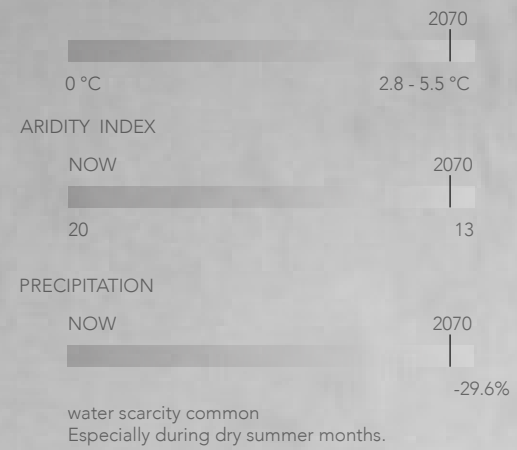 2070
0 °C 2.8 - 5.5 °C
ARIDITY INDEX
NOW 2070
20 13
PRECIPITATION
NOW 2070
-29.6%
water scarcity common
Especially during dry summer months.